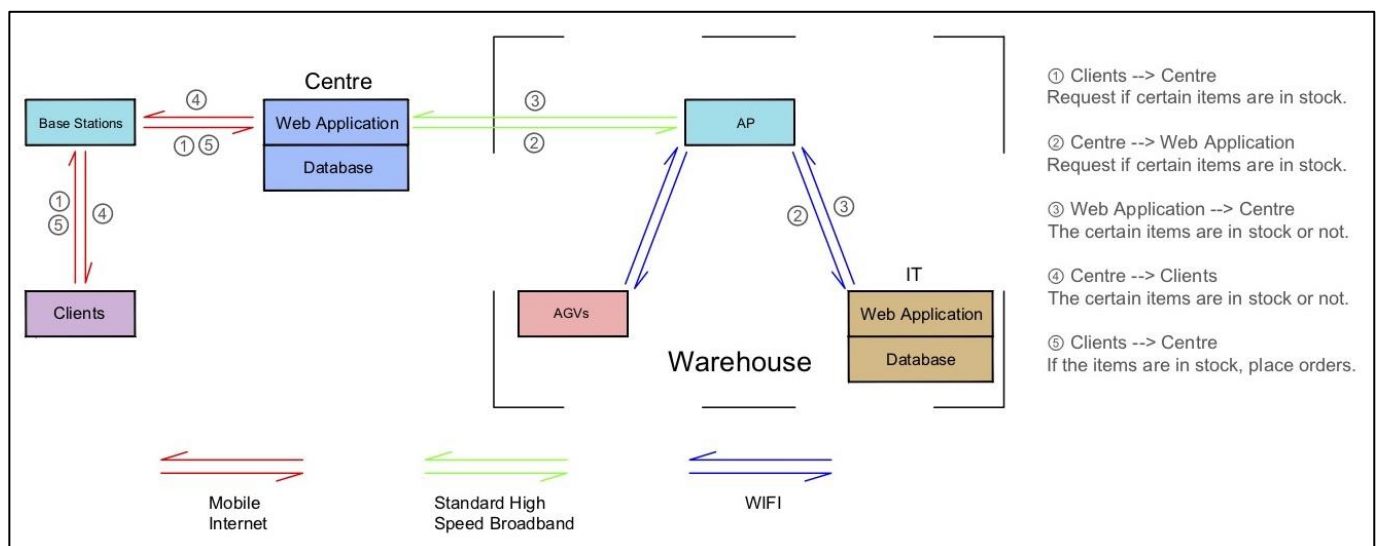 Centre
④
③
Base Stations
Web Application
AP
① ⑤
②
Database
①
⑤
④
②
③
IT
Clients
AGVs
Web Application
Database
Warehouse
① Clients --> Centre
Request if certain items are in stock.
② Centre --> Web Application
Request if certain items are in stock.
③ Web Application --> Centre
The certain items are in stock or not.
④ Centre --> Clients
The certain items are in stock or not.
⑤ Clients --> Centre
If the items are in stock, place orders.
Mobile
Internet
Standard High
Speed Broadband
WIFI